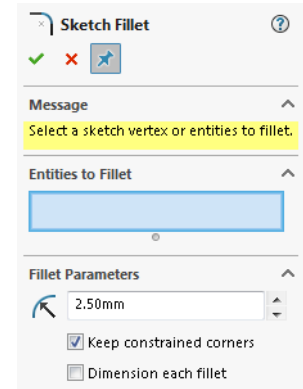 Sketch Fillet
Message
Select a sketch vertex or entities to fillet.
Entities to Fillet
Fillet Parameters
2.50mm
Keep constrained corners
Dimension each fillet